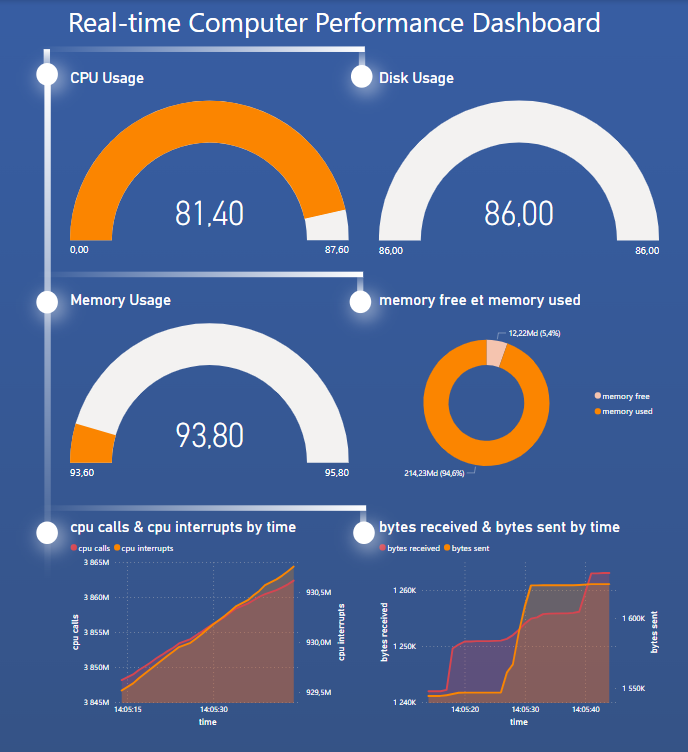 Real-time Computer Performance Dashboard
CPU Usage
81,40
0,00
87,60
Disk Usage
86,00
86,00
86,00
Memory Usage
93,80
93,60
95,80
memory free et memory used
12,22Md (5,4%)
214,23Md (94,6%)
memory free
memory used
cpu calls & cpu interrupts by time
cpu calls cpu interrupts
cpu calls
3 865M
3 860M
3 855M
3 850M
3 845M
14:05:15
14:05:30
time
930,5M
930,0M
929,5M
cpu interrupts
bytes received & bytes sent by time
bytes received bytes sent
bytes received
1 260K
1 250K
1 240K
14:05:20
14:05:30
14:05:40
time
1 600K
1 550K
bytes sent